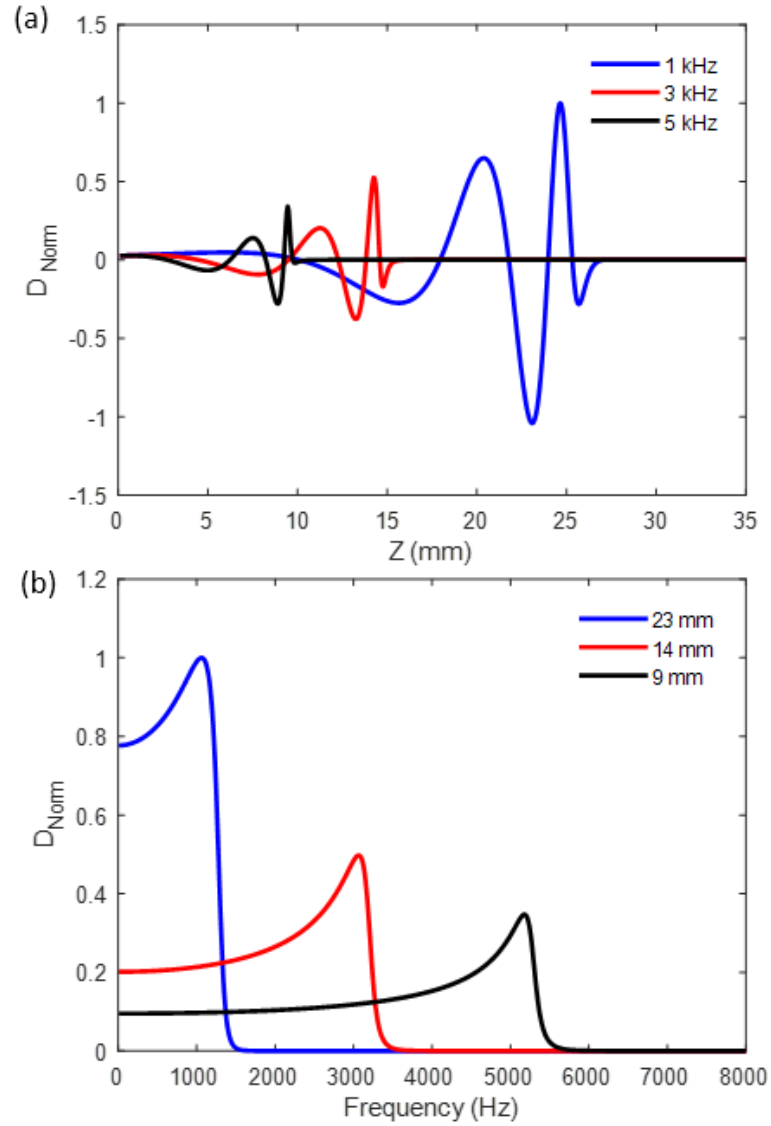 (a)
1.5
1
0.5
0
-0.5
-1
-1.5
D Norm
1 kHz
3 kHz
5 kHz
0 5 10 15 20 25 30 35
Z (mm)
(b)
1.2
1
0.8
0.6
0.4
0.2
0
D Norm
23 mm
14 mm
9 mm
0 1000 2000 3000 4000 5000 6000 7000 8000
Frequency (Hz)